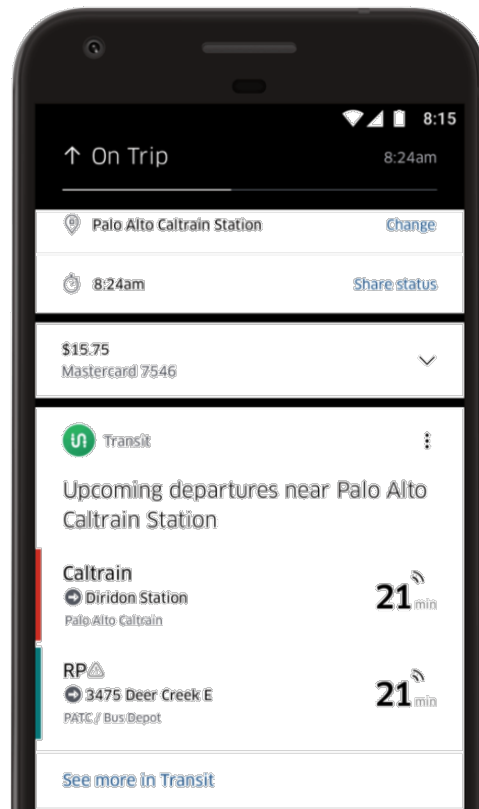 8:15
↑ On Trip 8:24am
Palo Alto Caltrain Station Change
8:24am Share status
$15.75
Mastercard 7546
Transit
Upcoming departures near Palo Alto
Caltrain Station
Caltrain
Diridon Station
21 min
Palo Alto Caltrain
RP
3475 Deer Creek E
21 min
PATC / Bus Depot
See more in Transit